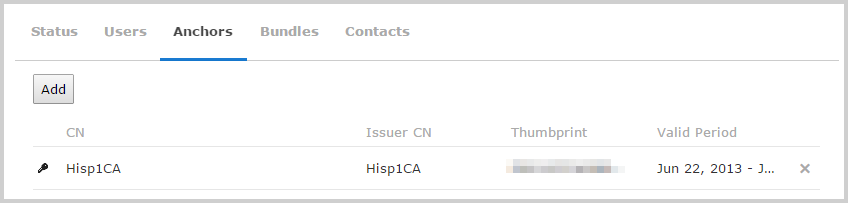 Status Users Anchors Bundles Contacts
Add
CN Issuer CN Thumbprint Valid Period
Hisp1CA Hisp1CA Jun 22, 2013 - J...